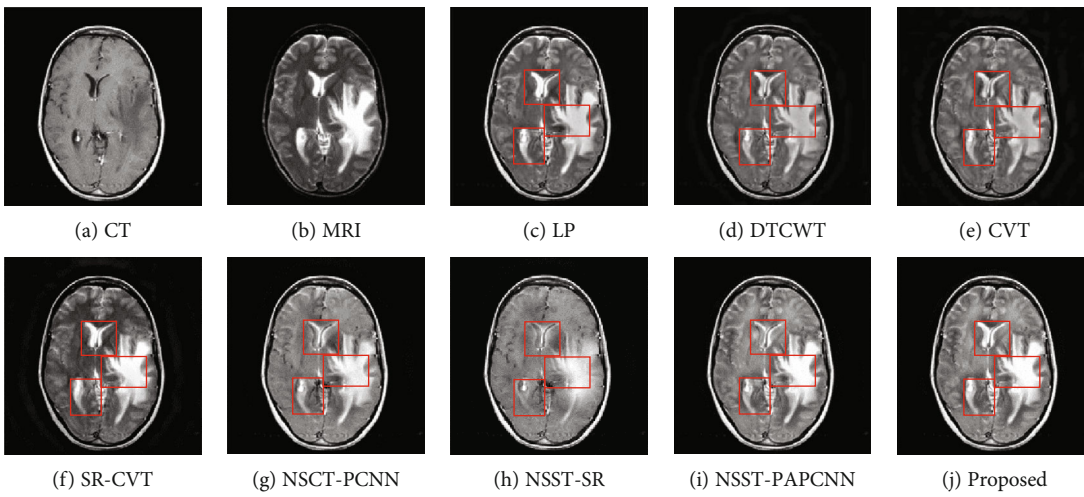 (a) CT
(b) MRI
(c) LP
(d) DTCWT
(e) CVT
(f) SR-CVT
(g) NSCT-PCNN
(h) NSST-SR
(i) NSST-PAPCNN
(j) Proposed